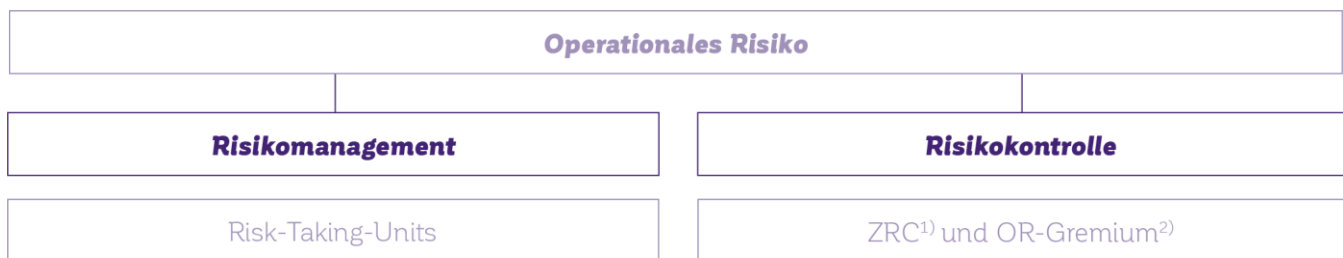 Operationales Risiko
Risikomanagement
Risikokontrolle
Risk-Taking-Units
ZRC¹⁾ und OR-Gremium²⁾